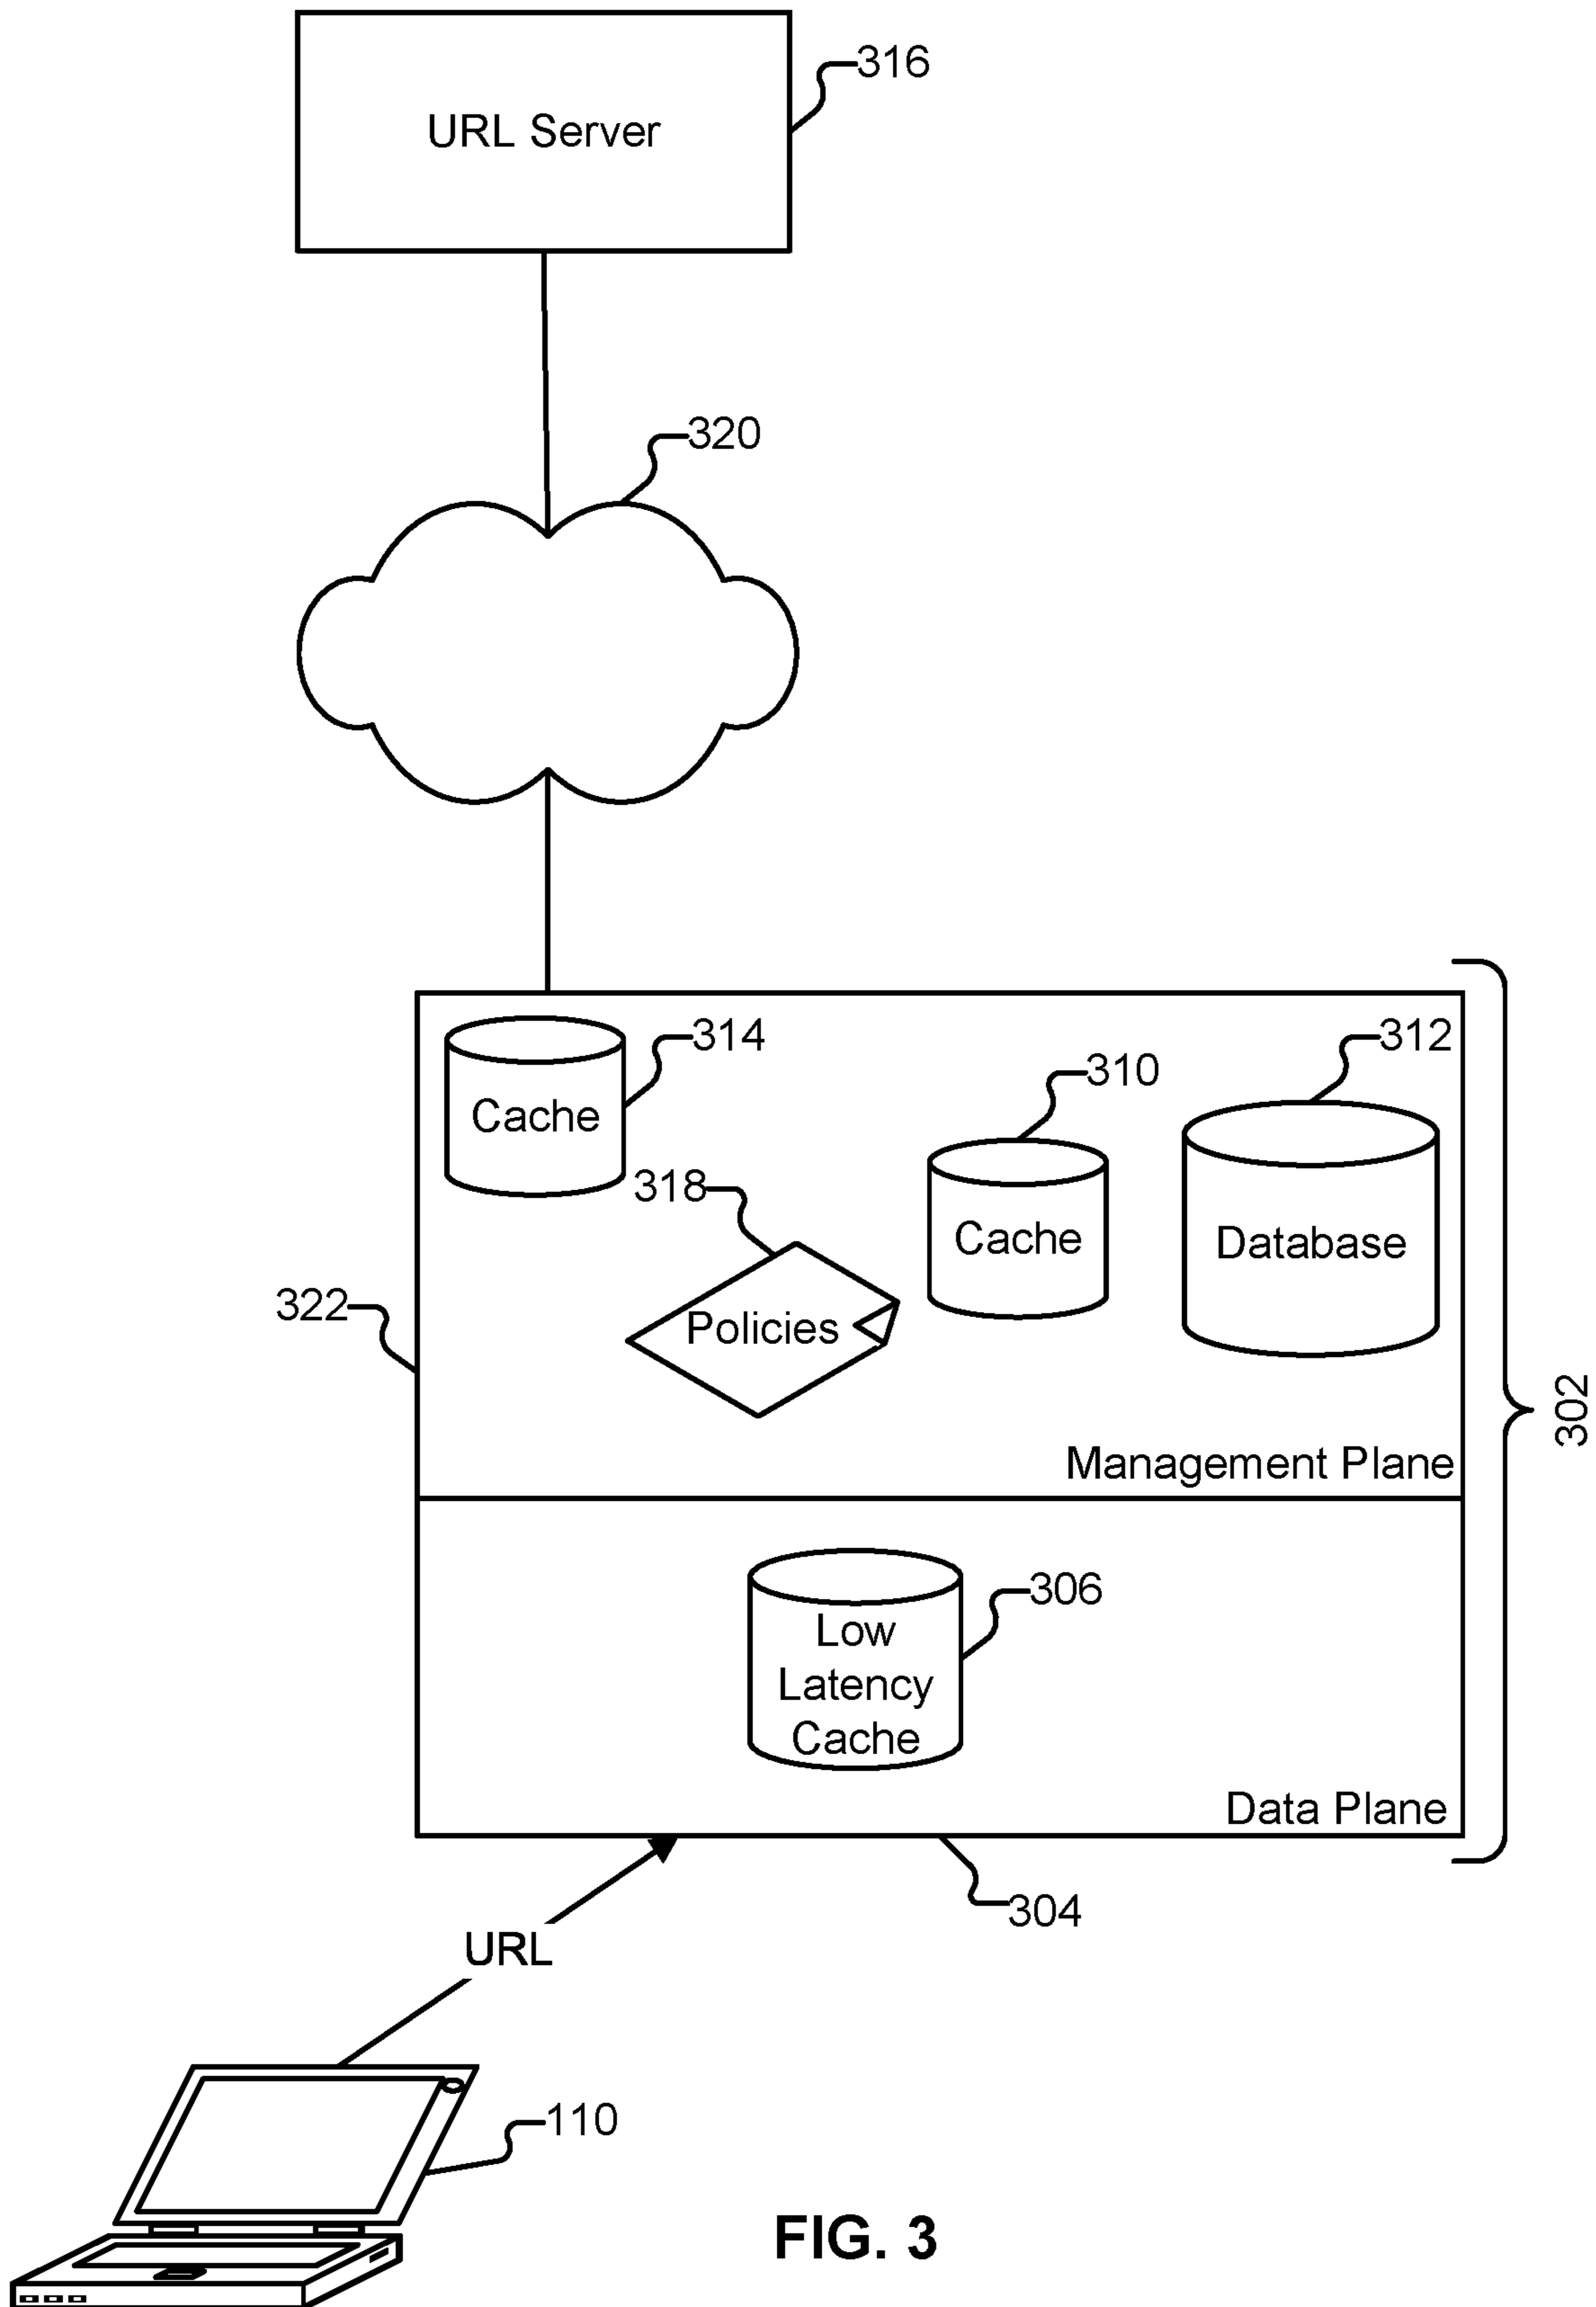 316
URL Server
320
314
312
310
Cache
318
Cache
Database
322
Policies
302
Management Plane
306
Low
Latency
Cache
Data Plane
304
URL
110
FIG. 3